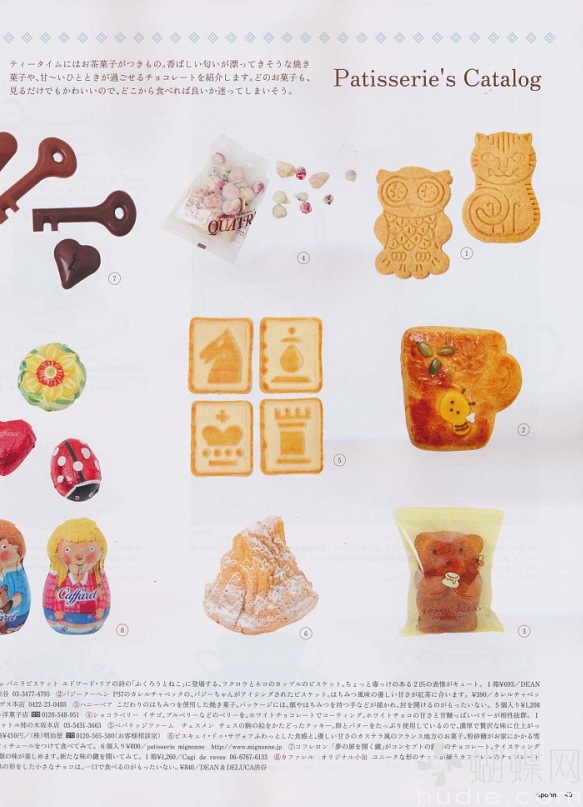 ティータイムにはお茶菓子がつきもの。香ばしい匂いが漂ってきそうな焼き
菓子や、甘〜いひとときが過ごせるチョコレートを紹介します。どのお菓子も、
見るだけでもかわいいので、どこから食べれば良いか迷ってしまいそう。
Patisserie's Catalog
⑦
QUATR
④
①
②
⑤
Caffarel
Caffarel
⑧
⑥
③
バニラビスケット エドワード・リアの詩の「ふくろうとねこ」に登場する、フクロウとネコのカップルのビスケット。ちょっと毒っけのある2匹の表情がキュート。1箱¥693/DEAN
渋谷 03-3477-4795 ②バジークーヘン P37のカレルチャペックの、バジーちゃんがアイシングされたビスケット。はちみつ風味の優しい甘さが紅茶に合います。¥390/カレルチャペッ
本店 0422-23-0488 ③ハニーベア こだわりのはちみつを使用した焼き菓子。パッケージには、顔やはちみつを持つ手などが描かれ、封を開けるのがもったいない。5個入り¥1,208
洋菓子店 0120-548-951 ④ショコラベリー イチゴ、ブルーベリーなどのベリーを、ホワイトチョコレートでコーティング。ホワイトチョコの甘さと甘酸っぱいベリーが相性抜群。1
シャトル㈱の木坂本店 03-5431-3663 ⑤ペパリッジファーム チェスメン チェスの駒の絵をかたどったクッキー。卵とバターをたっぷり使用しているので、濃厚で贅沢な味に仕上がっ
450円/(株)明治屋 0120-565-580(お客様相談室) ⑥ビスキュイ・ド・サヴォワ ふわっとした食感と、優しい甘さのカステラ風のフランス地方のお菓子。粉砂糖がお家にかかる雪
ティチュールをつけて食べてみて。6個入り¥800/patisserie mignonne http://www.mignonne.jp ⑦コフレロン 「夢の扉を開く鍵」がコンセプトの鍵のチョコレート。テイスティング
類の味が楽しめます。新たな味の鍵を開いてみて。1箱¥1,260/Cagi de reves 06-6767-6133 ⑧カファレル オリジナル小缶 ユニークな形のチャームが揃うカファレルのチョコレート
の形をした小さなチョコは、一口で食べるのがもったいない。¥840/DEAN & DELUCA渋谷
蝴蝶网
hudie.com